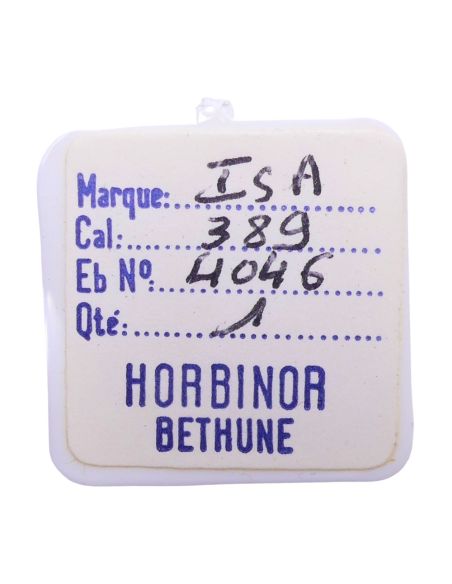 Marque: ISA
Cal: 389
Eb Nº: 4046
Qté: 1
HORBINOR
BETHUNE